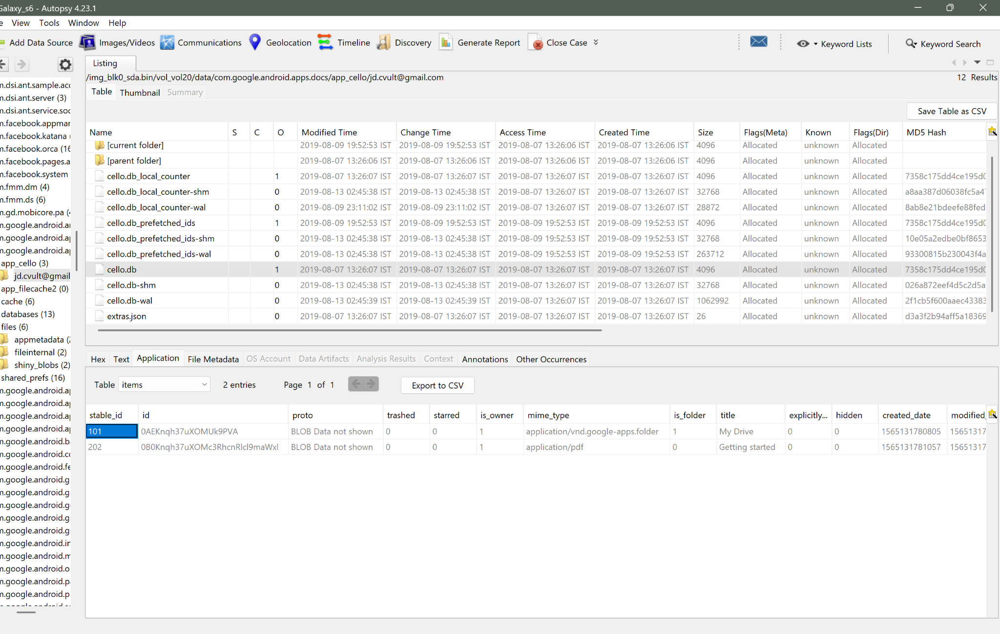 Galaxy_s6 - Autopsy 4.23.1
View Tools Window Help
Add Data Source Images/Videos Communications Geolocation Timeline Discovery Generate Report Close Case Keyword Lists Keyword Search
Listing
/img_blk0_sda.bin/vol_vol20/data/com.google.android.apps.docs/app_cello/jd.cvult@gmail.com 12 Results
Table Thumbnail Summary
Save Table as CSV
Name S C O Modified Time Change Time Access Time Created Time Size Flags(Meta) Known Flags(Dir) MD5 Hash
[current folder] 2019-08-09 19:52:53 IST 2019-08-09 19:52:53 IST 2019-08-07 13:26:06 IST 2019-08-07 13:26:06 IST 4096 Allocated unknown Allocated
[parent folder] 2019-08-07 13:26:06 IST 2019-08-07 13:26:06 IST 2019-08-07 13:26:06 IST 2019-08-07 13:26:06 IST 4096 Allocated unknown Allocated
cello.db_local_counter 1 2019-08-07 13:26:07 IST 2019-08-07 13:26:07 IST 2019-08-07 13:26:07 IST 2019-08-07 13:26:07 IST 4096 Allocated unknown Allocated 7358c175dd4ce195d0
cello.db_local_counter-shm 0 2019-08-13 02:45:38 IST 2019-08-13 02:45:38 IST 2019-08-07 13:26:07 IST 2019-08-07 13:26:07 IST 32768 Allocated unknown Allocated a8aa387d06038fc5a4
cello.db_local_counter-wal 0 2019-08-09 23:11:02 IST 2019-08-09 23:11:02 IST 2019-08-07 13:26:07 IST 2019-08-07 13:26:07 IST 28872 Allocated unknown Allocated 8ab8e21bdeefe88fed
cello.db_prefetched_ids 1 2019-08-09 19:52:53 IST 2019-08-09 19:52:53 IST 2019-08-09 19:52:53 IST 2019-08-09 19:52:53 IST 4096 Allocated unknown Allocated 7358c175dd4ce195d0
cello.db_prefetched_ids-shm 0 2019-08-13 02:45:38 IST 2019-08-13 02:45:38 IST 2019-08-09 19:52:53 IST 2019-08-09 19:52:53 IST 32768 Allocated unknown Allocated 10e05a2edbe0bf8653
cello.db_prefetched_ids-wal 0 2019-08-13 02:45:38 IST 2019-08-13 02:45:38 IST 2019-08-09 19:52:53 IST 2019-08-09 19:52:53 IST 263712 Allocated unknown Allocated 93300815b230043f4a
cello.db 1 2019-08-07 13:26:07 IST 2019-08-07 13:26:07 IST 2019-08-07 13:26:07 IST 2019-08-07 13:26:07 IST 4096 Allocated unknown Allocated 7358c175dd4ce195d0
cello.db-shm 0 2019-08-13 02:45:38 IST 2019-08-13 02:45:38 IST 2019-08-07 13:26:07 IST 2019-08-07 13:26:07 IST 32768 Allocated unknown Allocated 026a872eef4d5c2d5a
cello.db-wal 0 2019-08-13 02:45:39 IST 2019-08-13 02:45:39 IST 2019-08-07 13:26:07 IST 2019-08-07 13:26:07 IST 1062992 Allocated unknown Allocated 2f1cb5f600aaec43383
extras.json 0 2019-08-07 13:26:07 IST 2019-08-07 13:26:07 IST 2019-08-07 13:26:07 IST 2019-08-07 13:26:07 IST 26 Allocated unknown Allocated d3a3f2b94aff5a18369
m.dsi.ant.sample.acc
m.dsi.ant.server (3)
m.dsi.ant.service.soc
m.facebook.appmar
m.facebook.katana
m.facebook.orca (16
m.facebook.pages.a
m.facebook.system
m.fmm.dm (4)
m.fmm.ds (6)
m.gd.mobicore.pa
m.google.android.ar
m.google.android.ap
m.google.android.ap
app_cello (3)
jd.cvult@gmail
app_filecache2 (0)
cache (6)
databases (13)
files (6)
appmetadata (2
fileinternal (2)
shiny_blobs (2)
shared_prefs (16)
m.google.android.ap
m.google.android.ap
m.google.android.ap
m.google.android.ap
m.google.android.b
m.google.android.co
m.google.android.fe
m.google.android.g
m.google.android.g
m.google.android.g
m.google.android.g
m.google.android.g
m.google.android.in
m.google.android.m
m.google.android.o
m.google.android.p
m.google.android.p
Hex Text Application File Metadata OS Account Data Artifacts Analysis Results Context Annotations Other Occurrences
Table items 2 entries Page 1 of 1 Export to CSV
stable_id id proto trashed starred is_owner mime_type is_folder title explicitly... hidden created_date modified_
101 0AEKnqh37uXOMUk9PVA BLOB Data not shown 0 0 1 application/vnd.google-apps.folder 1 My Drive 0 0 1565131780805 15651317
202 0B0Knqh37uXOMc3RhcnRlcl9maWxl BLOB Data not shown 0 0 1 application/pdf 0 Getting started 0 0 1565131781057 15651317